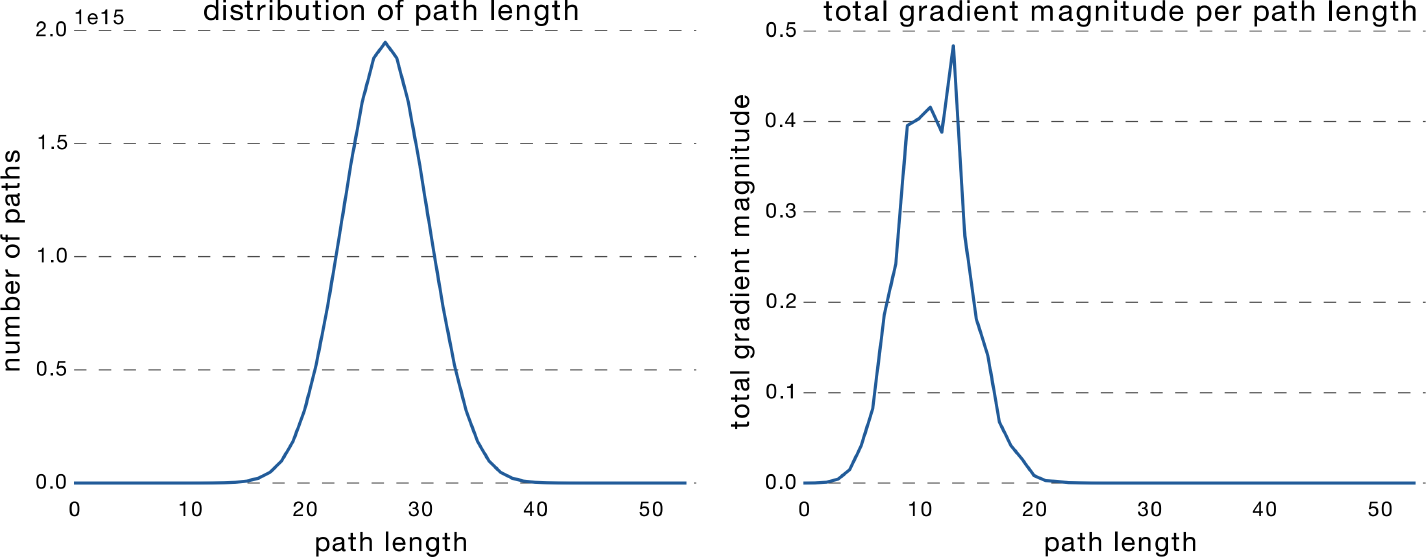 distribution of path length
1e15
2.0
1.5
1.0
0.5
0.0
number of paths
0 10 20 30 40 50
path length
total gradient magnitude per path length
0.5
0.4
0.3
0.2
0.1
0.0
total gradient magnitude
0 10 20 30 40 50
path length